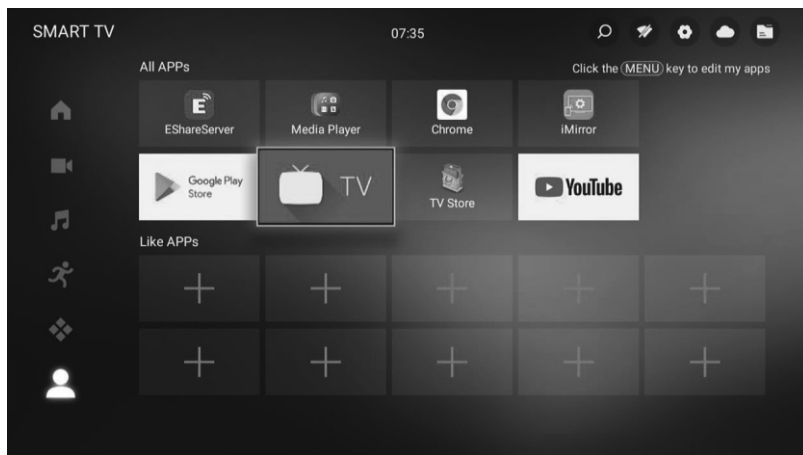 SMART TV
07:35
All APPs
Click the MENU key to edit my apps
E
EShareServer
Media Player
Chrome
iMirror
Google Play
Store
TV
TV Store
YouTube
Like APPs